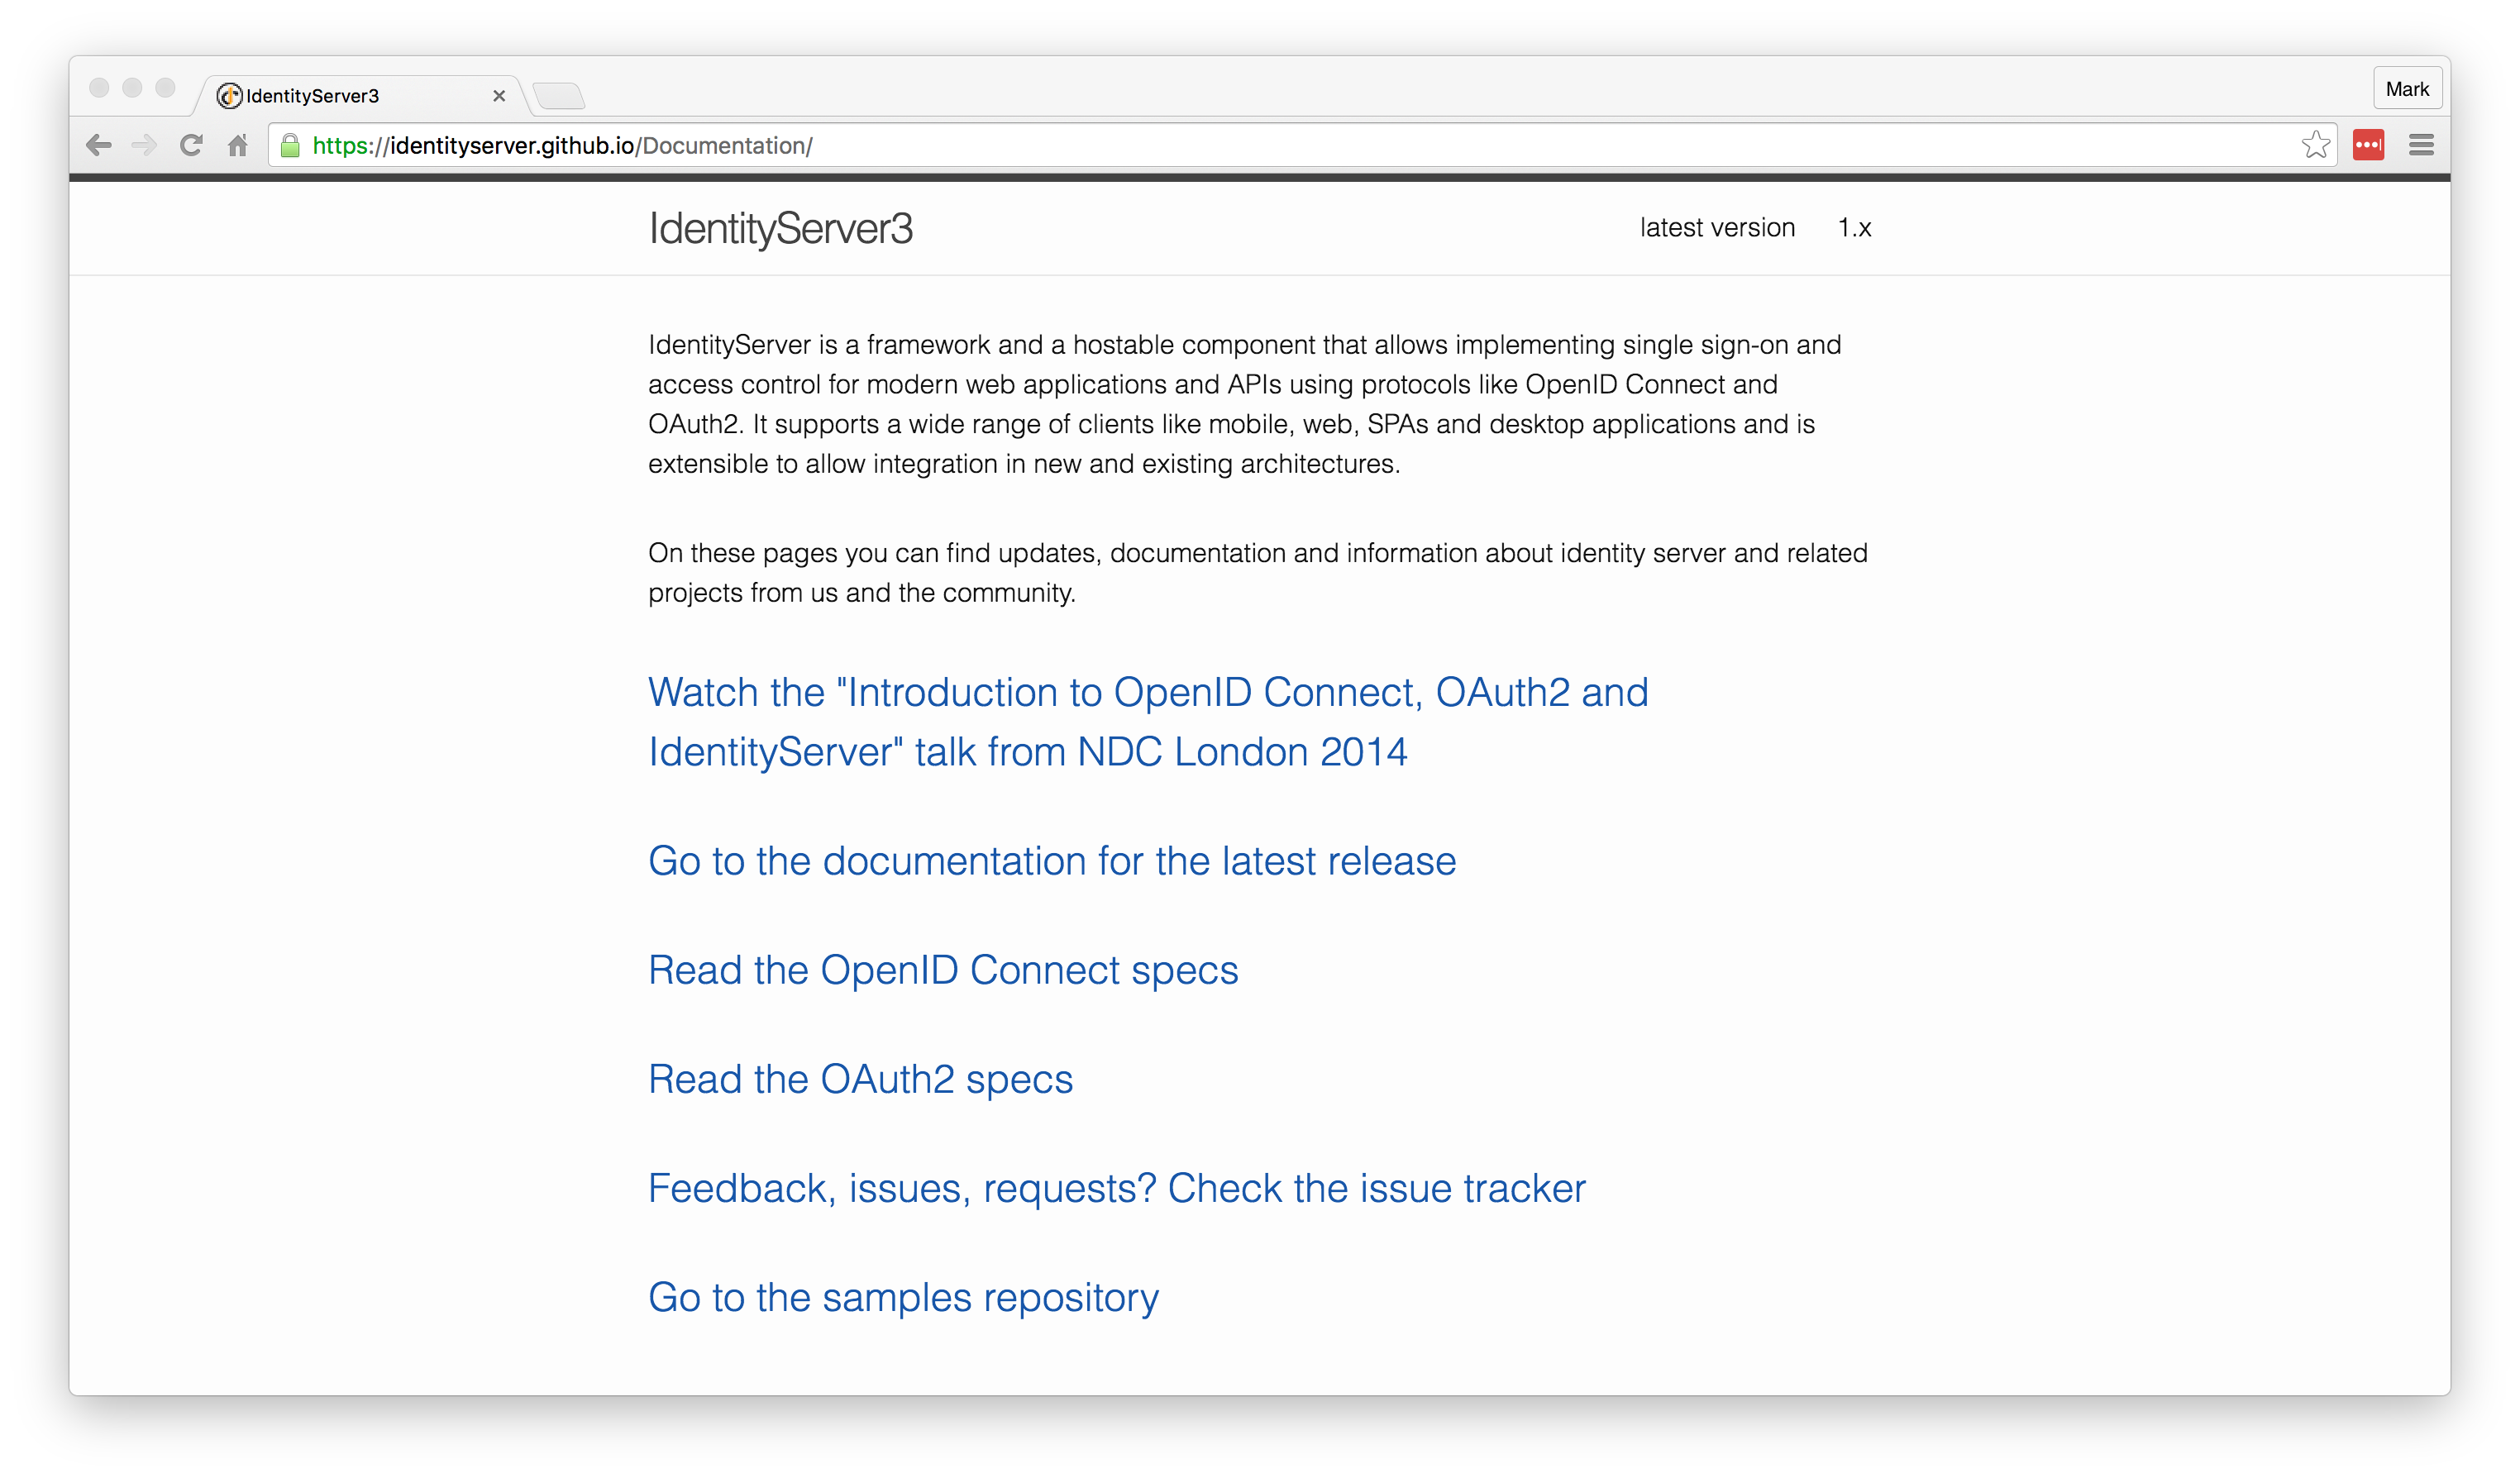 IdentityServer3
Mark
https://identityserver.github.io/Documentation/
IdentityServer3
latest version 1.x
IdentityServer is a framework and a hostable component that allows implementing single sign-on and
access control for modern web applications and APIs using protocols like OpenID Connect and
OAuth2. It supports a wide range of clients like mobile, web, SPAs and desktop applications and is
extensible to allow integration in new and existing architectures.
On these pages you can find updates, documentation and information about identity server and related
projects from us and the community.
Watch the "Introduction to OpenID Connect, OAuth2 and
IdentityServer" talk from NDC London 2014
Go to the documentation for the latest release
Read the OpenID Connect specs
Read the OAuth2 specs
Feedback, issues, requests? Check the issue tracker
Go to the samples repository